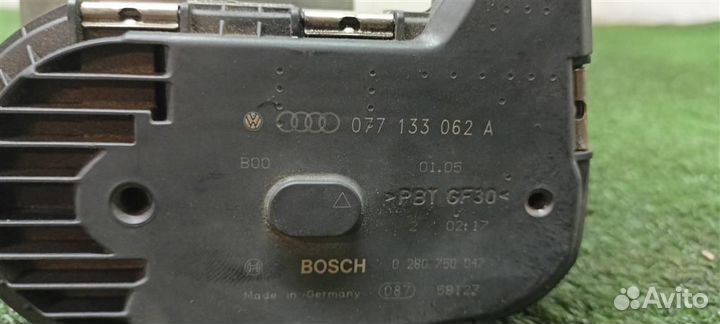 077 133 062 A
B00 01.05
>PBT GF30<
2 02:17
BOSCH 0 280 750 047
Made in Germany 087 58127
Avito